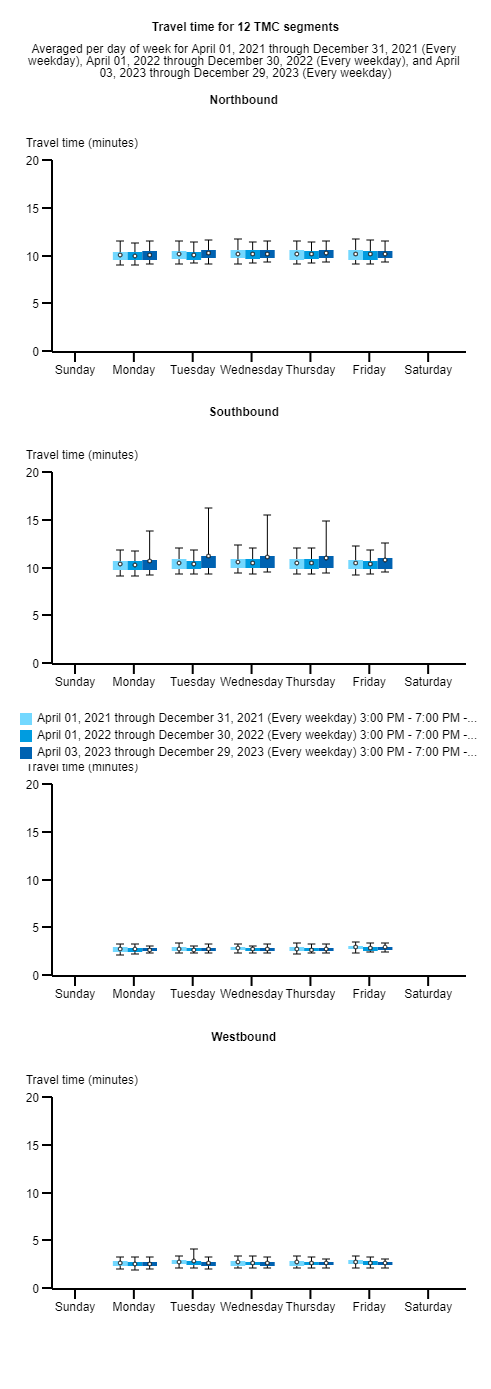 Travel time for 12 TMC segments
Averaged per day of week for April 01, 2021 through December 31, 2021 (Every
weekday), April 01, 2022 through December 30, 2022 (Every weekday), and April
03, 2023 through December 29, 2023 (Every weekday)
Northbound
Travel time (minutes)
20
15
10
5
0
Sunday Monday Tuesday Wednesday Thursday Friday Saturday
Southbound
Travel time (minutes)
20
15
10
5
0
Sunday Monday Tuesday Wednesday Thursday Friday Saturday
April 01, 2021 through December 31, 2021 (Every weekday) 3:00 PM - 7:00 PM -...
April 01, 2022 through December 30, 2022 (Every weekday) 3:00 PM - 7:00 PM -...
April 03, 2023 through December 29, 2023 (Every weekday) 3:00 PM - 7:00 PM -...
Travel time (minutes)
20
15
10
5
0
Sunday Monday Tuesday Wednesday Thursday Friday Saturday
Westbound
Travel time (minutes)
20
15
10
5
0
Sunday Monday Tuesday Wednesday Thursday Friday Saturday